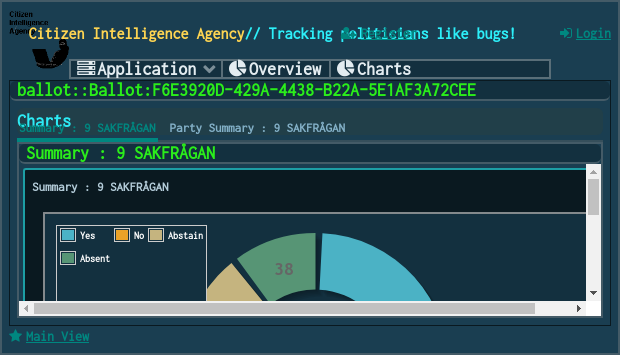 Citizen
Intelligence
Agency
Citizen Intelligence Agency// Tracking politicians like bugs!
Register
Login
Application
Overview
Charts
ballot::Ballot:F6E3920D-429A-4438-B22A-5E1AF3A72CEE
Charts
Summary : 9 SAKFRÅGAN
Party Summary : 9 SAKFRÅGAN
Summary : 9 SAKFRÅGAN
Summary : 9 SAKFRÅGAN
Yes
No
Abstain
Absent
38
Main View